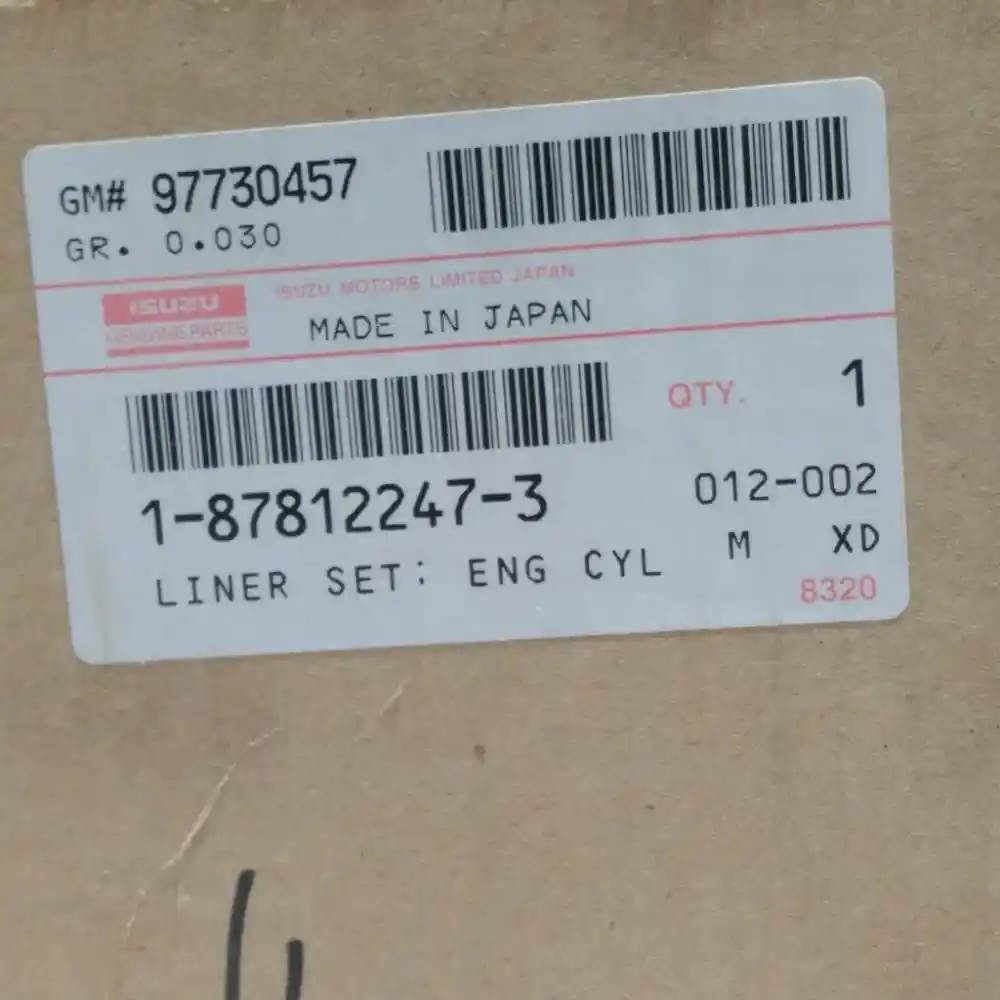 GM# 97730457
GR. 0.030
ISUZU
GENUINE PARTS
ISUZU MOTORS LIMITED JAPAN
MADE IN JAPAN
QTY. 1
1-87812247-3
012-002
LINER SET: ENG CYL
M XD
8320